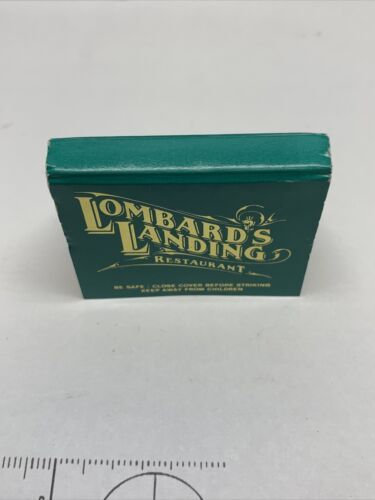 LOMBARD'S
LANDING
RESTAURANT
BE SAFE - CLOSE COVER BEFORE STRIKING
KEEP AWAY FROM CHILDREN